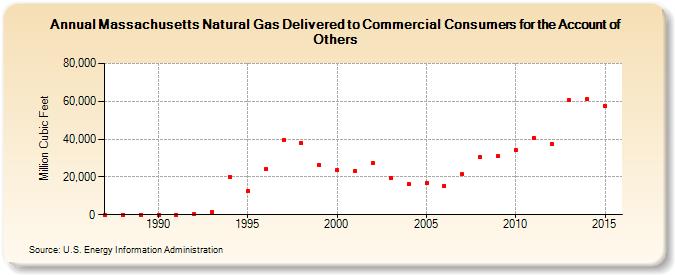 Annual Massachusetts Natural Gas Delivered to Commercial Consumers for the Account of
Others
Million Cubic Feet
80,000
60,000
40,000
20,000
0
1990
1995
2000
2005
2010
2015
Source: U.S. Energy Information Administration